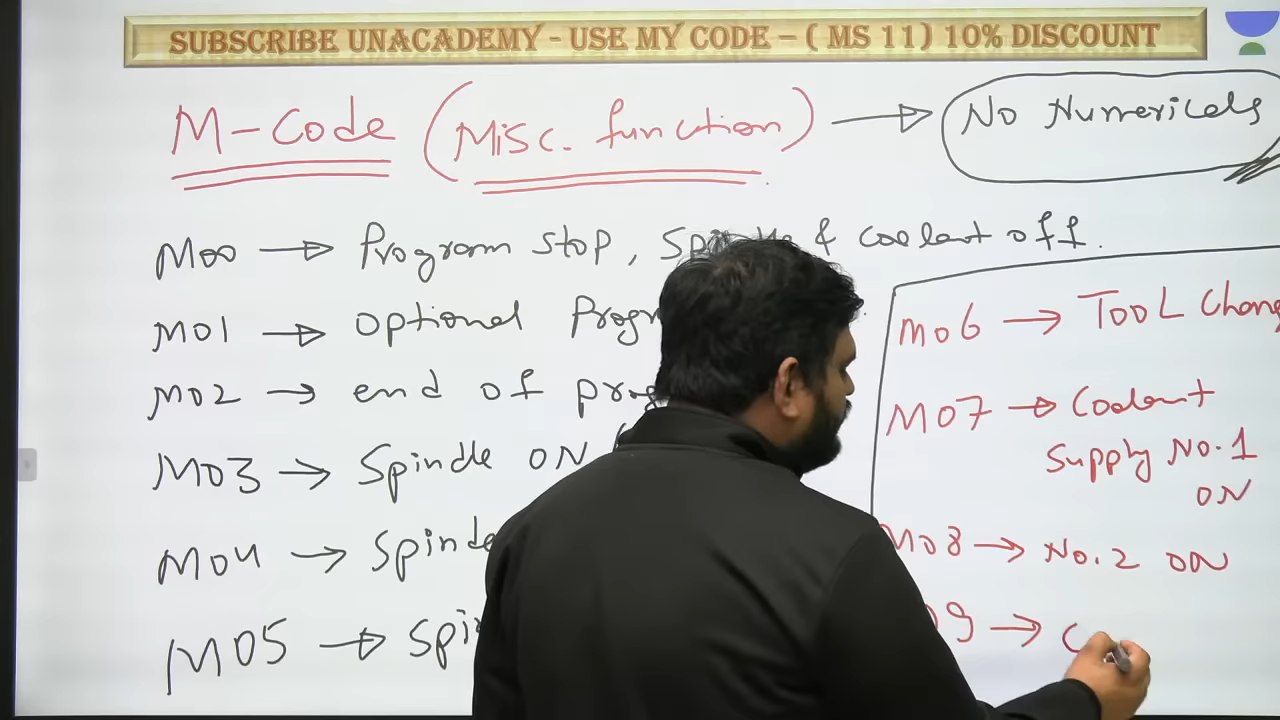 SUBSCRIBE UNACADEMY - USE MY CODE – ( MS 11) 10% DISCOUNT
M-Code (Misc. function) → No Numericals
M00 → Program stop, & coolant off.
M01 → optional
M02 → end of
M03 → Spindle ON
M04 →
M05 →
M06 → TooL
M07 → Coolant
Supply No.1
ON
M08 → No.2 ON